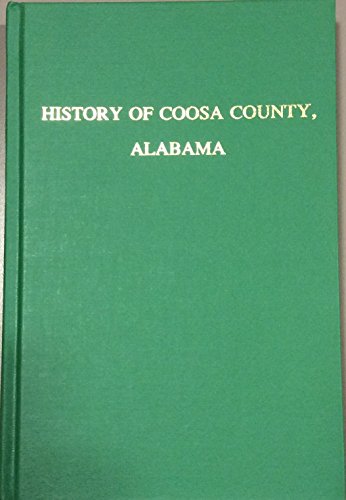 HISTORY OF COOSA COUNTY,
ALABAMA